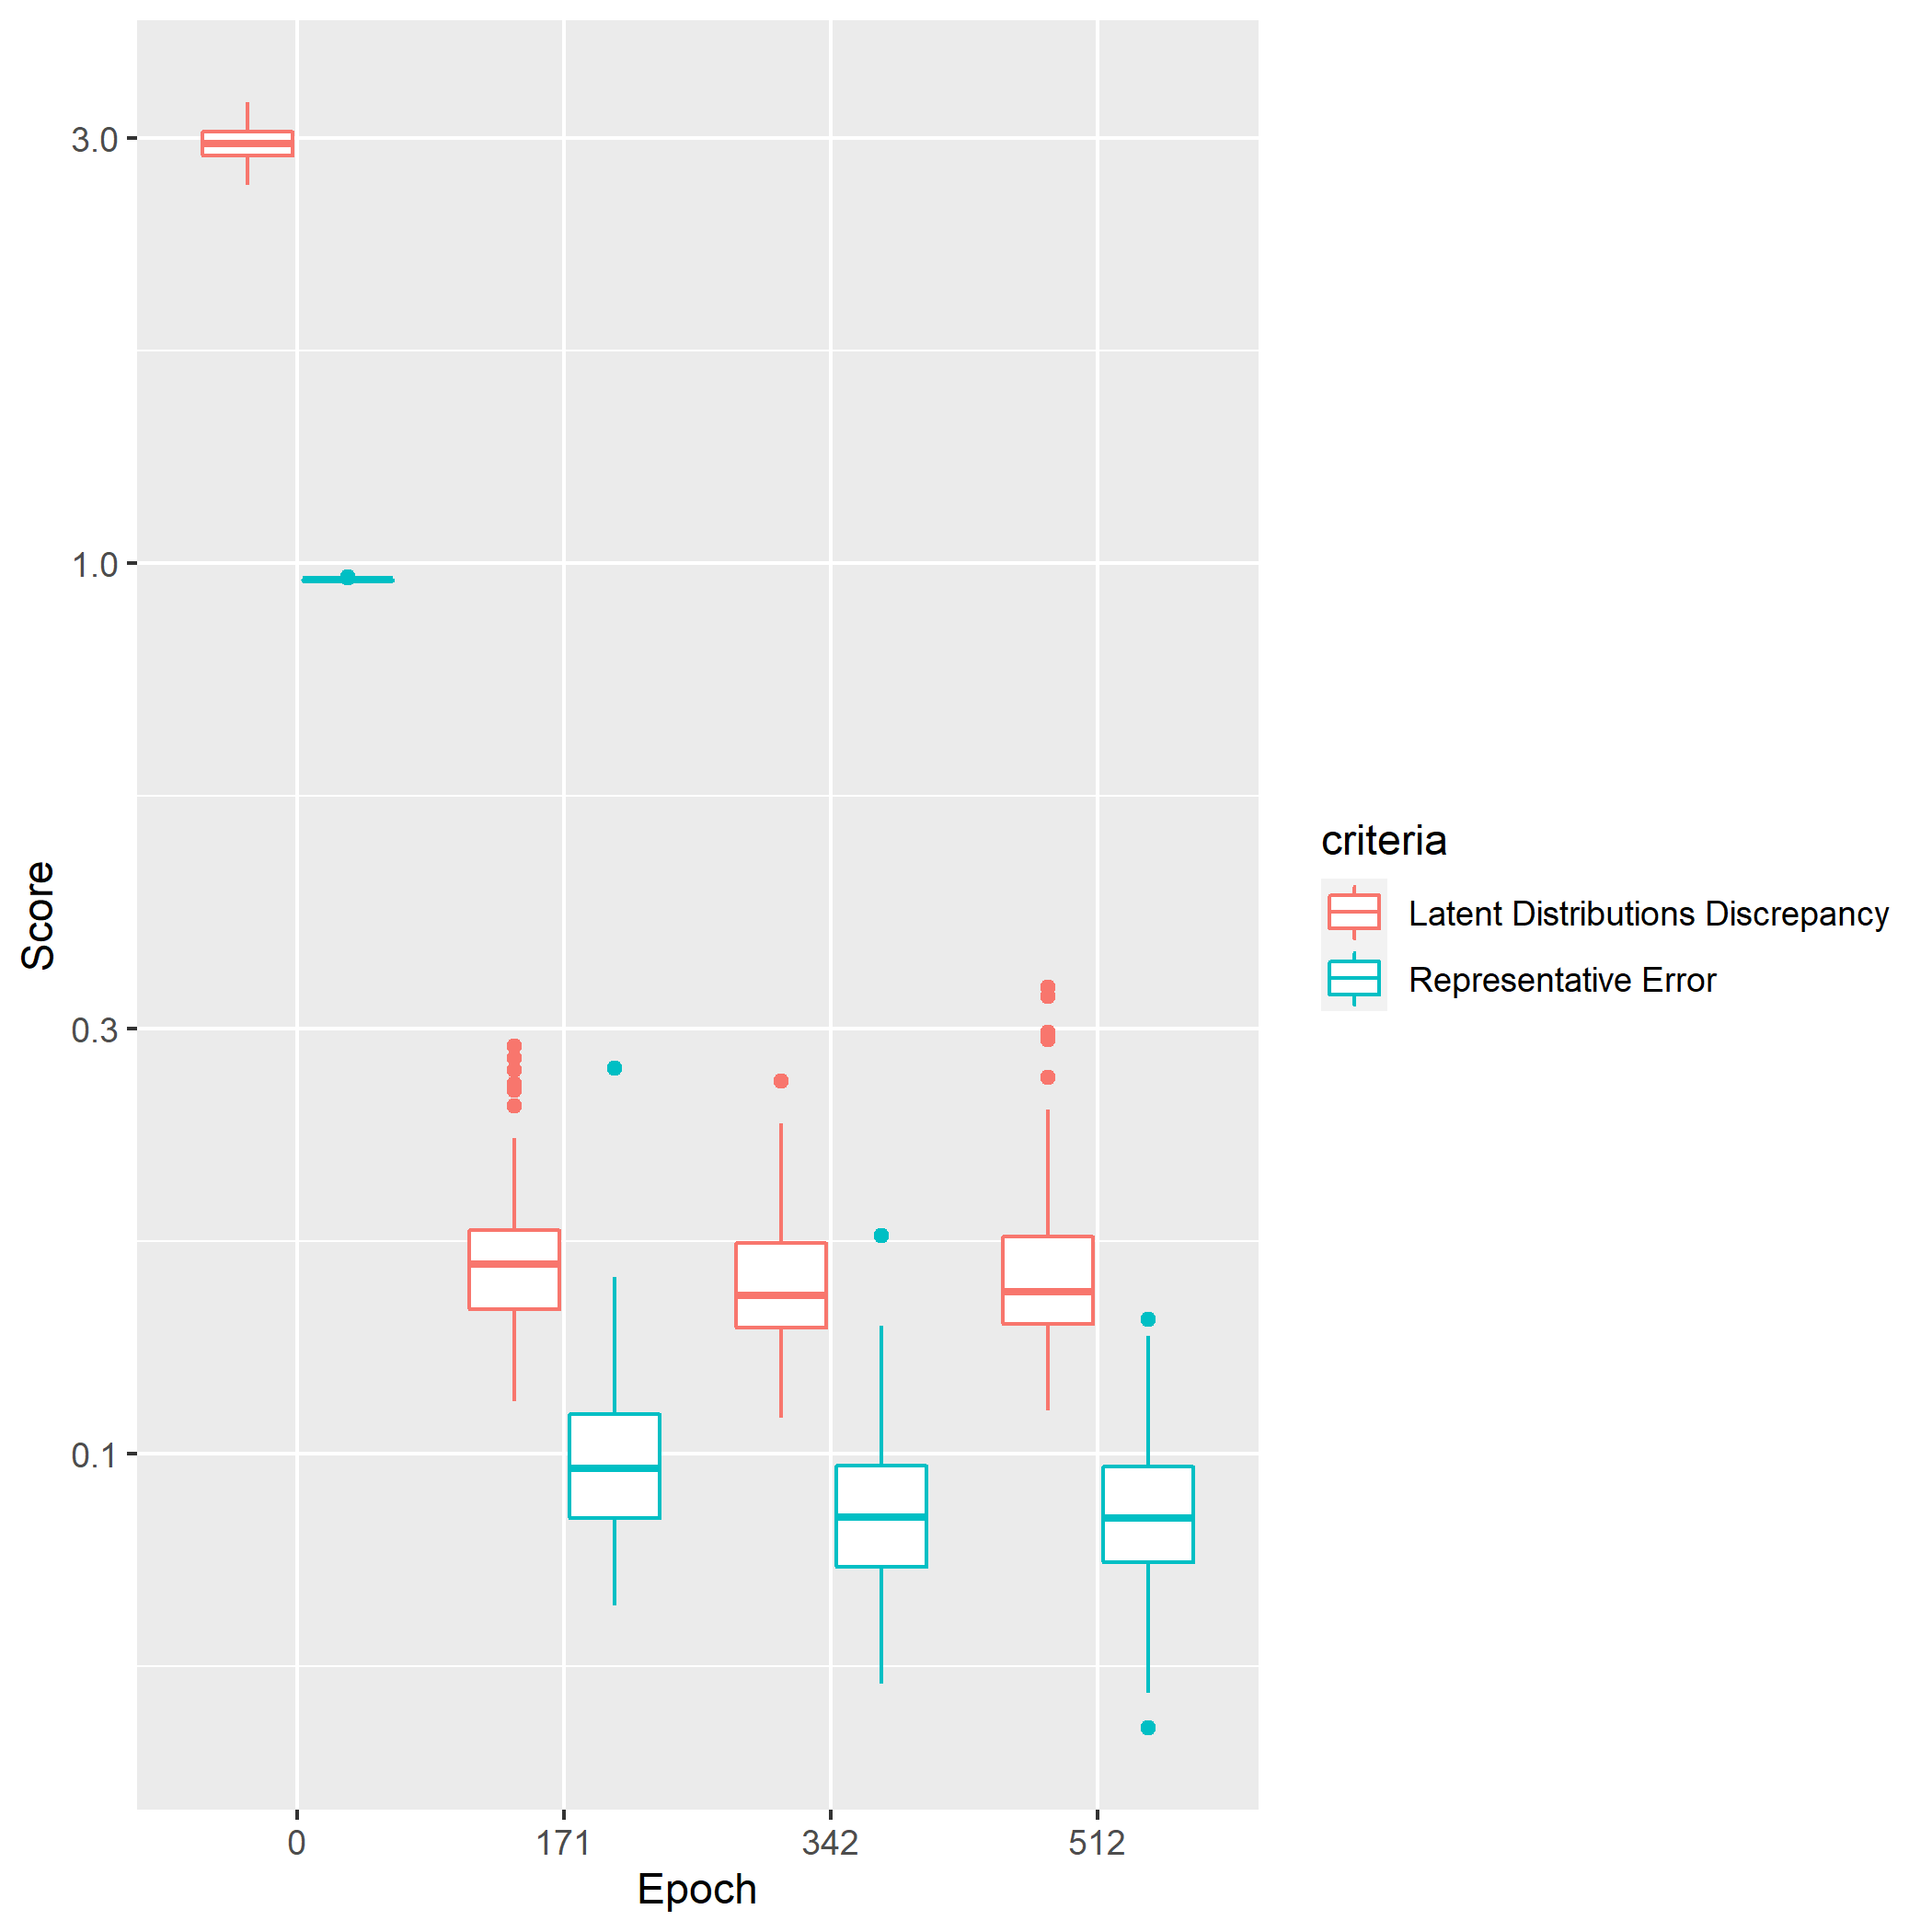 Score
3.0
1.0
0.3
0.1
0 171 342 512
Epoch
criteria
Latent Distributions Discrepancy
Representative Error